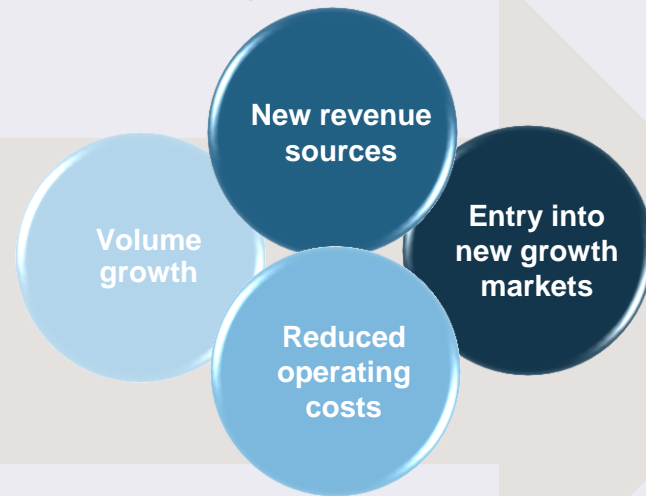 New revenue
sources
Volume
growth
Entry into
new growth
markets
Reduced
operating
costs